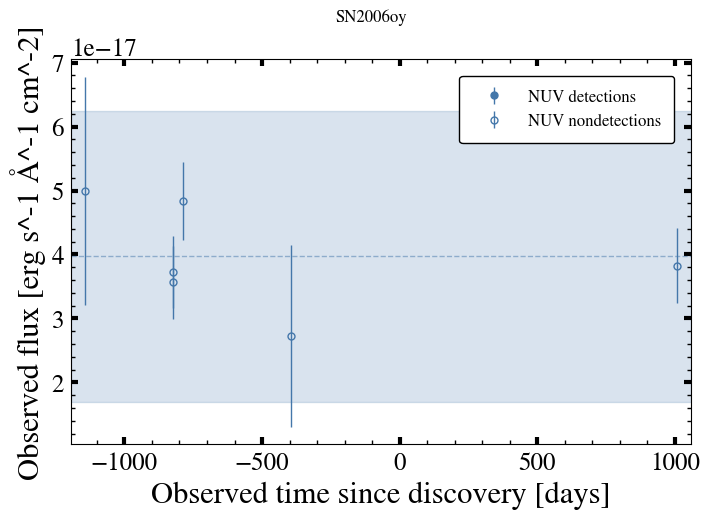 SN2006oy
1e−17
7
6
5
4
3
2
Observed flux [erg s^-1 Å^-1 cm^-2]
NUV detections
NUV nondetections
−1000
−500
0
500
1000
Observed time since discovery [days]